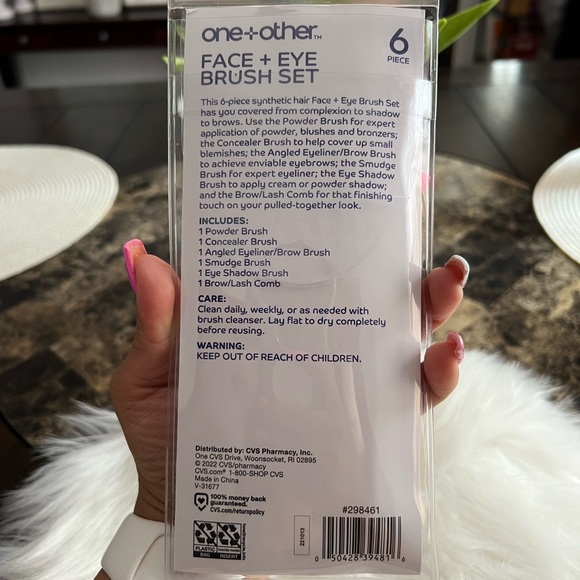 one+other™
6
PIECE
FACE + EYE
BRUSH SET
This 6-piece synthetic hair Face + Eye Brush Set
has you covered from complexion to shadow
to brows. Use the Powder Brush for expert
application of powder, blushes and bronzers;
the Concealer Brush to help cover up small
blemishes; the Angled Eyeliner/Brow Brush
to achieve enviable eyebrows; the Smudge
Brush for expert eyeliner; the Eye Shadow
Brush to apply cream or powder shadow;
and the Brow/Lash Comb for that finishing
touch on your pulled-together look.
INCLUDES:
1 Powder Brush
1 Concealer Brush
1 Angled Eyeliner/Brow Brush
1 Smudge Brush
1 Eye Shadow Brush
1 Brow/Lash Comb
CARE:
Clean daily, weekly, or as needed with
brush cleanser. Lay flat to dry completely
before reusing.
WARNING:
KEEP OUT OF REACH OF CHILDREN.
Distributed by: CVS Pharmacy, Inc.
One CVS Drive, Woonsocket, RI 02895
© 2022 CVS/pharmacy
CVS.com® 1-800-SHOP CVS
Made in China
V-31677
100% money back
guaranteed.
CVS.com/returnpolicy
PLASTIC
BAG
INSERT
221013
#298461
0 50428 39481 6